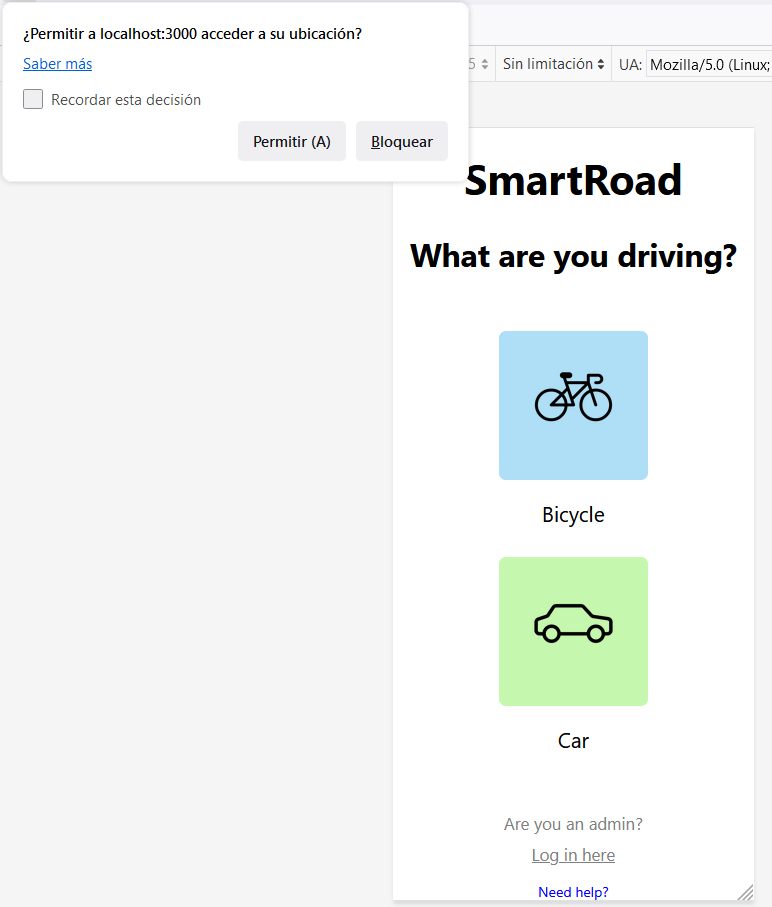 ¿Permitir a localhost:3000 acceder a su ubicación?
Saber más
Recordar esta decisión
Permitir (A)
Bloquear
5
Sin limitación
UA:
Mozilla/5.0 (Linux;
SmartRoad
What are you driving?
Bicycle
Car
Are you an admin?
Log in here
Need help?